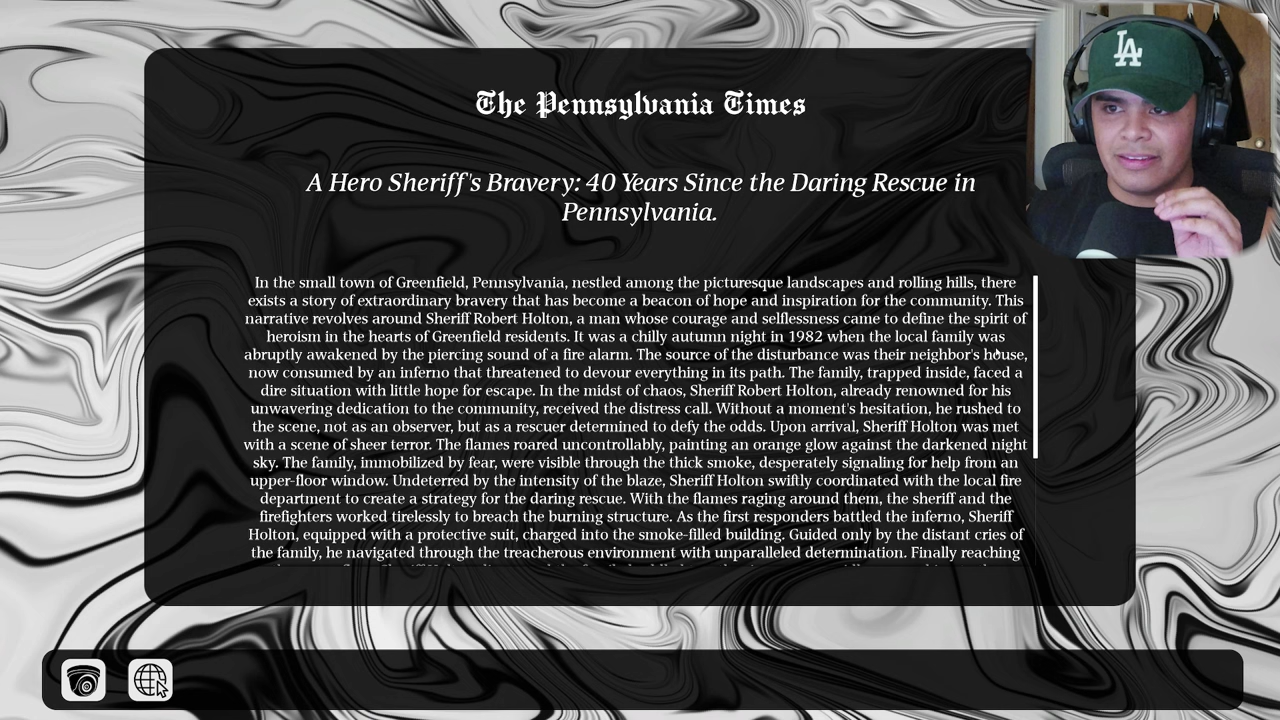 LA
The Pennsylvania Times
A Hero Sheriff's Bravery: 40 Years Since the Daring Rescue in
Pennsylvania.
In the small town of Greenfield, Pennsylvania, nestled among the picturesque landscapes and rolling hills, there
exists a story of extraordinary bravery that has become a beacon of hope and inspiration for the community. This
narrative revolves around Sheriff Robert Holton, a man whose courage and selflessness came to define the spirit of
heroism in the hearts of Greenfield residents. It was a chilly autumn night in 1982 when the local family was
abruptly awakened by the piercing sound of a fire alarm. The source of the disturbance was their neighbor's house,
now consumed by an inferno that threatened to devour everything in its path. The family, trapped inside, faced a
dire situation with little hope for escape. In the midst of chaos, Sheriff Robert Holton, already renowned for his
unwavering dedication to the community, received the distress call. Without a moment's hesitation, he rushed to
the scene, not as an observer, but as a rescuer determined to defy the odds. Upon arrival, Sheriff Holton was met
with a scene of sheer terror. The flames roared uncontrollably, painting an orange glow against the darkened night
sky. The family, immobilized by fear, were visible through the thick smoke, desperately signaling for help from an
upper-floor window. Undeterred by the intensity of the blaze, Sheriff Holton swiftly coordinated with the local fire
department to create a strategy for the daring rescue. With the flames raging around them, the sheriff and the
firefighters worked tirelessly to breach the burning structure. As the first responders battled the inferno, Sheriff
Holton, equipped with a protective suit, charged into the smoke-filled building. Guided only by the distant cries of
the family, he navigated through the treacherous environment with unparalleled determination. Finally reaching